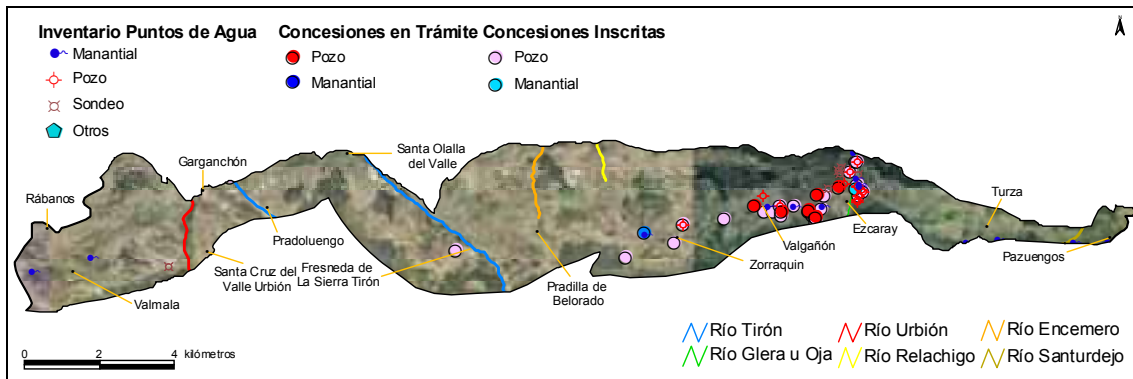 Inventario Puntos de Agua
Manantial
Pozo
Sondeo
Otros
Concesiones en Trámite
Pozo
Manantial
Concesiones Inscritas
Pozo
Manantial
N
Santa Olalla
del Valle
Garganchón
Rábanos
Pradoluengo
Turza
Ezcaray
Valgañón
Pazuengos
Zorraquin
Fresneda de
La Sierra Tirón
Santa Cruz del
Valle Urbión
Pradilla de
Belorado
Valmala
0 2 4 kilómetros
Río Tirón
Río Urbión
Río Encemero
Río Glera u Oja
Río Relachigo
Río Santurdejo